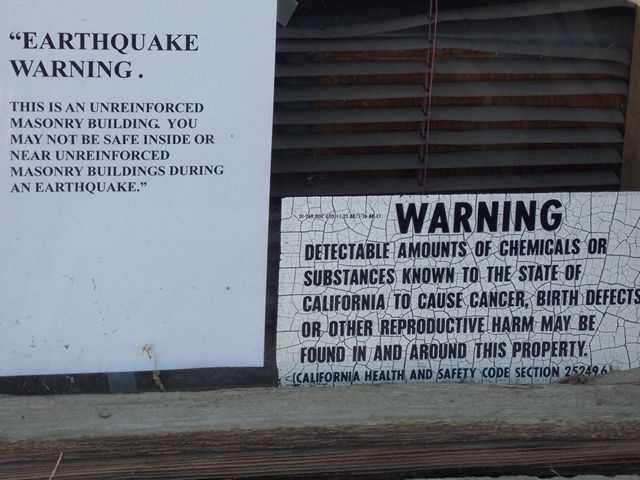 “EARTHQUAKE
WARNING.
THIS IS AN UNREINFORCED
MASONRY BUILDING. YOU
MAY NOT BE SAFE INSIDE OR
NEAR UNREINFORCED
MASONRY BUILDINGS DURING
AN EARTHQUAKE.”
WARNING
DETECTABLE AMOUNTS OF CHEMICALS OR
SUBSTANCES KNOWN TO THE STATE OF
CALIFORNIA TO CAUSE CANCER, BIRTH DEFECTS
OR OTHER REPRODUCTIVE HARM MAY BE
FOUND IN AND AROUND THIS PROPERTY.
(CALIFORNIA HEALTH AND SAFETY CODE SECTION 25249.6)